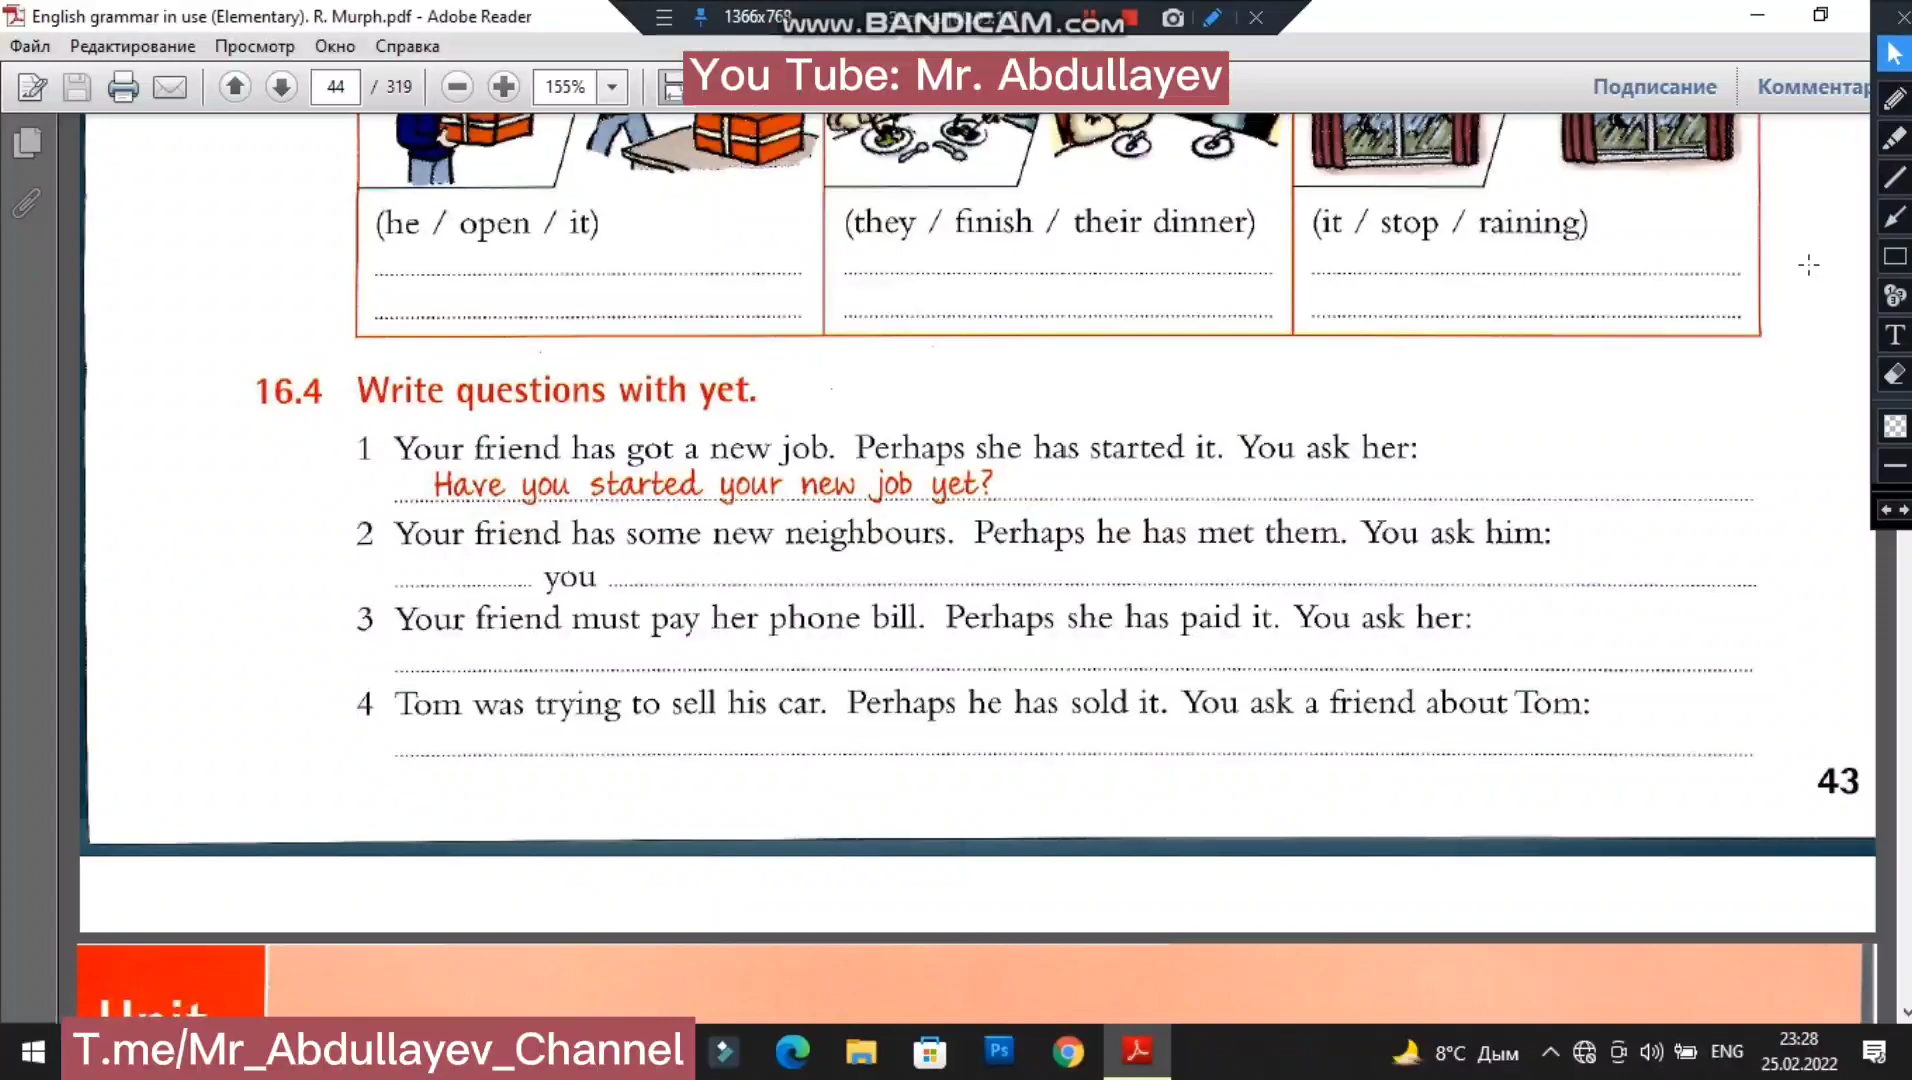 English grammar in use (Elementary). R. Murph.pdf - Adobe Reader
1366x768
www.BANDICAM.com
Файл Редактирование Просмотр Окно Справка
You Tube: Mr. Abdullayev
44 / 319 155% Подписание Комментар
(he / open / it) (they / finish / their dinner) (it / stop / raining)
16.4 Write questions with yet.
1 Your friend has got a new job. Perhaps she has started it. You ask her:
Have you started your new job yet?
2 Your friend has some new neighbours. Perhaps he has met them. You ask him:
you
3 Your friend must pay her phone bill. Perhaps she has paid it. You ask her:
4 Tom was trying to sell his car. Perhaps he has sold it. You ask a friend about Tom:
43
Unit
T.me/Mr_Abdullayev_Channel
Ps
8°C Дым ENG
23:28
25.02.2022